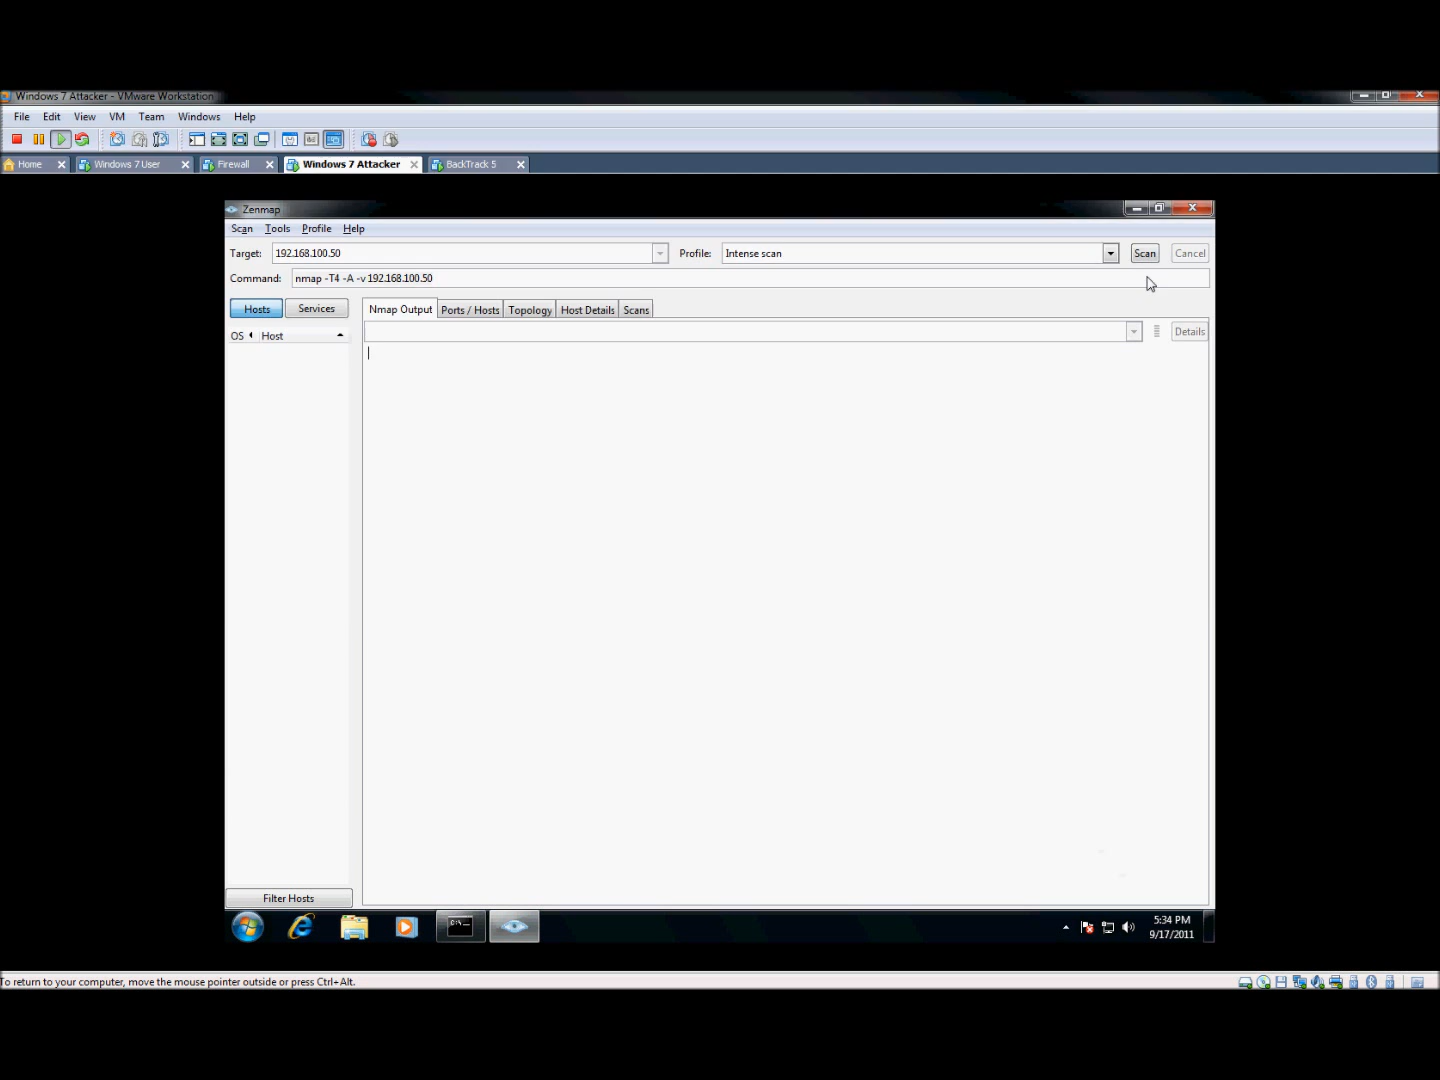 Windows 7 Attacker - VMware Workstation
File Edit View VM Team Windows Help
Home Windows 7 User Firewall Windows 7 Attacker BackTrack 5
Zenmap
Scan Tools Profile Help
Target: 192.168.100.50 Profile: Intense scan Scan Cancel
Command: nmap -T4 -A -v 192.168.100.50
Hosts Services Nmap Output Ports / Hosts Topology Host Details Scans
Details
OS Host
Filter Hosts
5:34 PM
9/17/2011
To return to your computer, move the mouse pointer outside or press Ctrl+Alt.